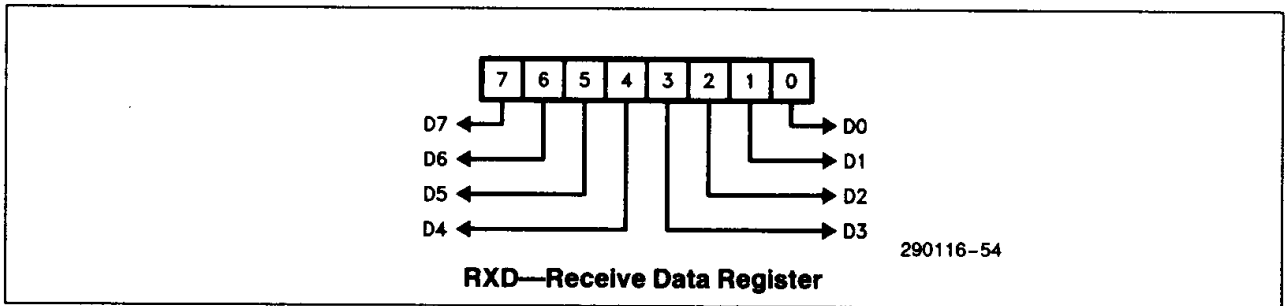 7 6 5 4 3 2 1 0
D7 D0
D6 D1
D5 D2
D4 D3
290116-54
RXD—Receive Data Register